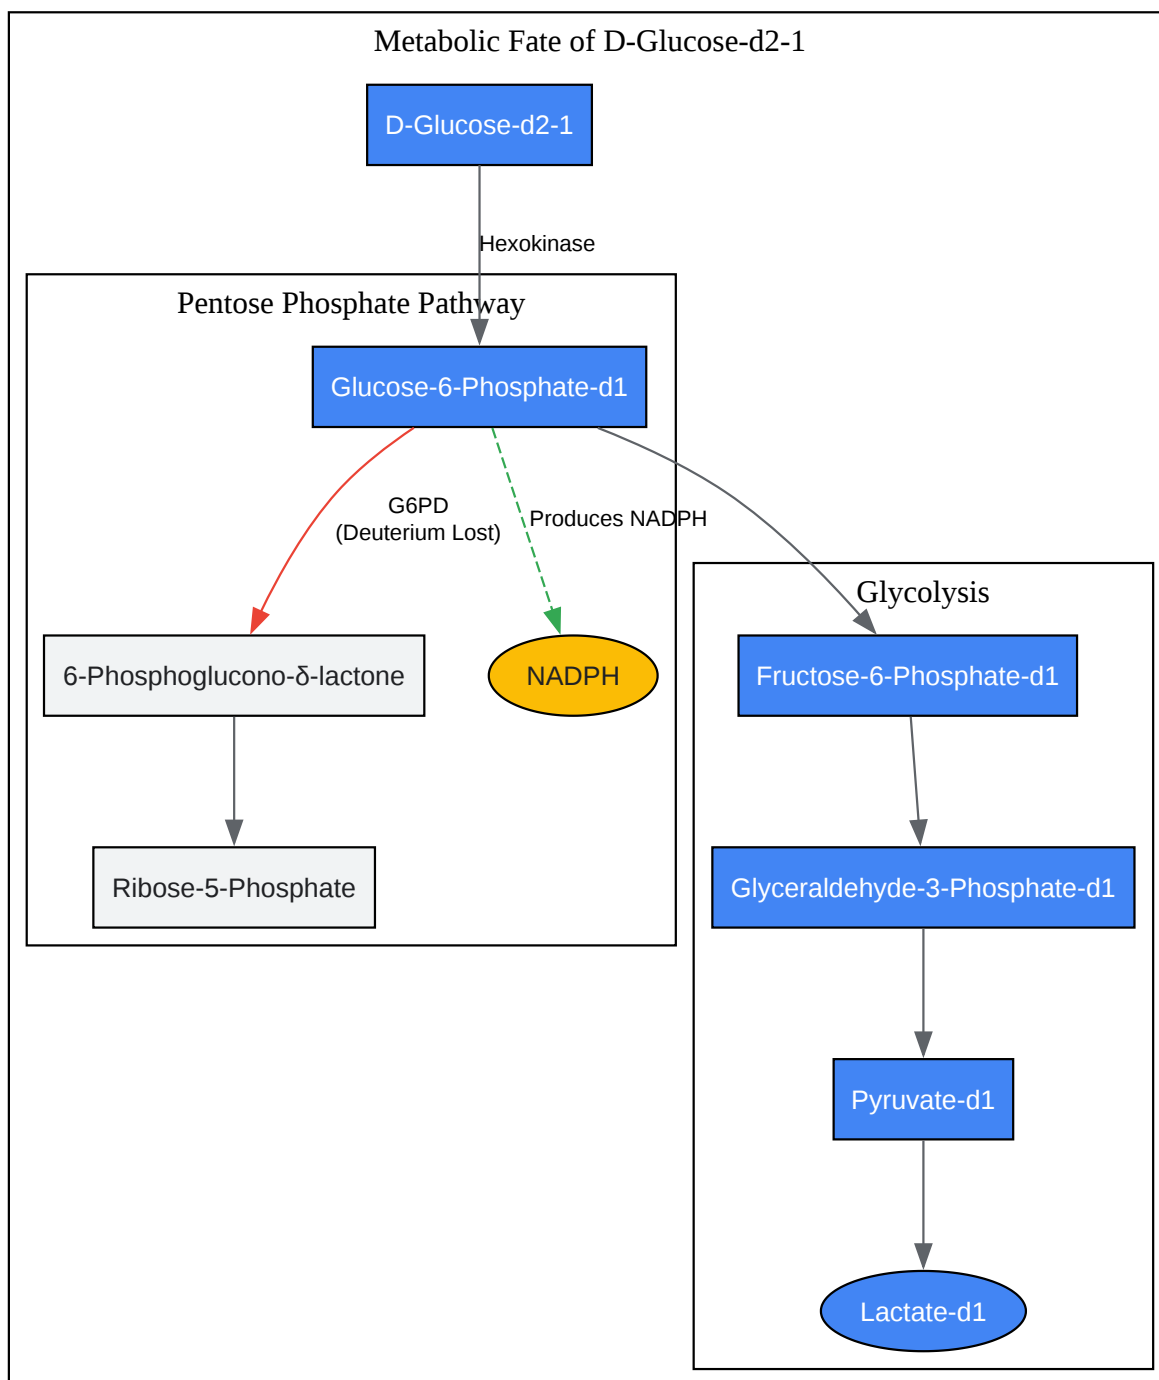 Metabolic Fate of D-Glucose-d2-1
D-Glucose-d2-1
Hexokinase
Pentose Phosphate Pathway
Glucose-6-Phosphate-d1
G6PD
(Deuterium Lost)
Produces NADPH
Glycolysis
6-Phosphoglucono-δ-lactone
NADPH
Fructose-6-Phosphate-d1
Ribose-5-Phosphate
Glyceraldehyde-3-Phosphate-d1
Pyruvate-d1
Lactate-d1